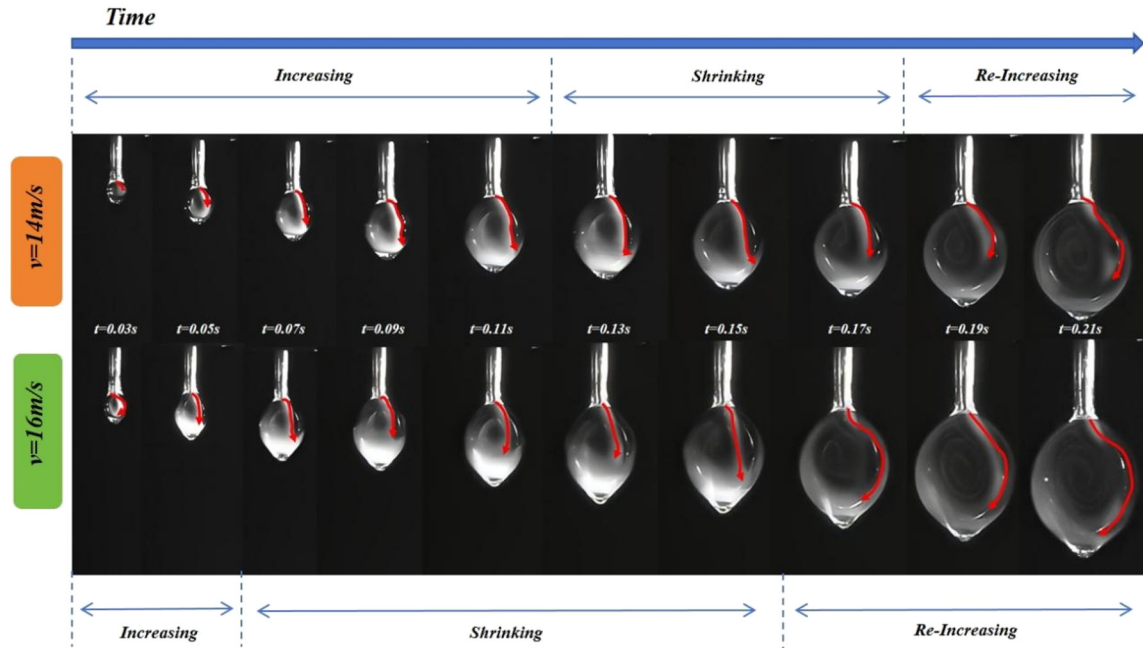 Time
Increasing
Shrinking
Re-Increasing
v=14m/s
t=0.03s
t=0.05s
t=0.07s
t=0.09s
t=0.11s
t=0.13s
t=0.15s
t=0.17s
t=0.19s
t=0.21s
v=16m/s
Increasing
Shrinking
Re-Increasing